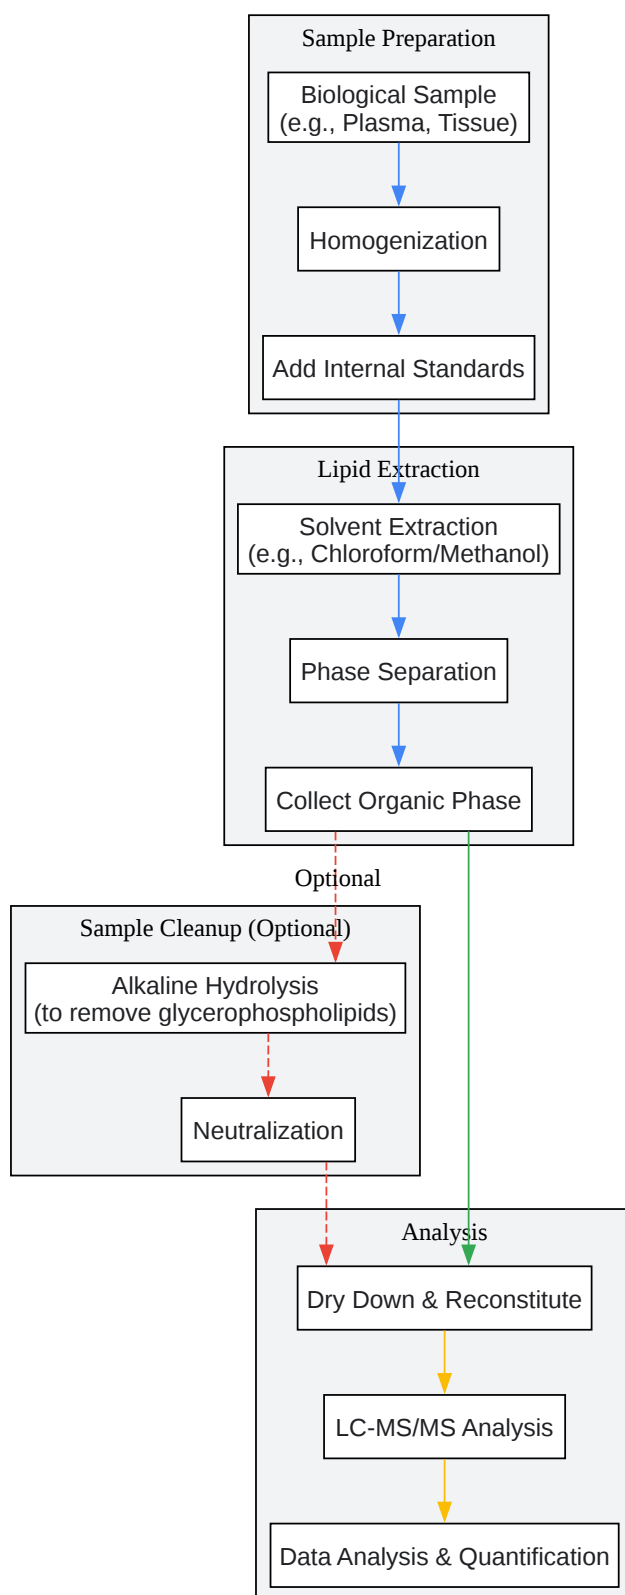 Sample Preparation
Biological Sample
(e.g., Plasma, Tissue)
Homogenization
Add Internal Standards
Lipid Extraction
Solvent Extraction
(e.g., Chloroform/Methanol)
Phase Separation
Collect Organic Phase
Optional
Sample Cleanup (Optional)
Alkaline Hydrolysis
(to remove glycerophospholipids)
Neutralization
Analysis
Dry Down & Reconstitute
LC-MS/MS Analysis
Data Analysis & Quantification